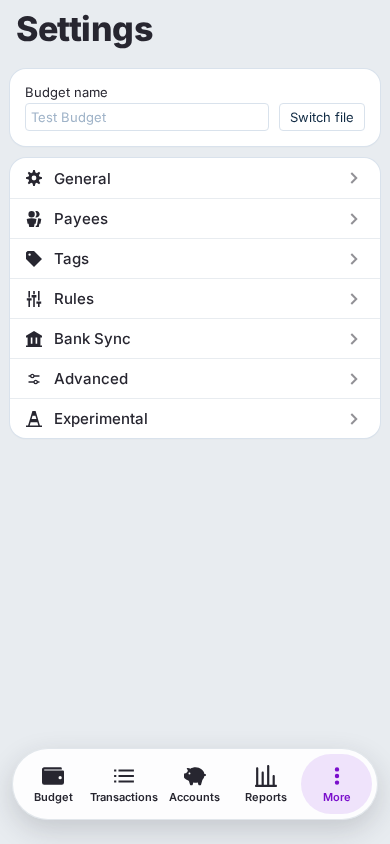 Settings
Budget name
Test Budget
Switch file
General
Payees
Tags
Rules
Bank Sync
Advanced
Experimental
Budget
Transactions
Accounts
Reports
More